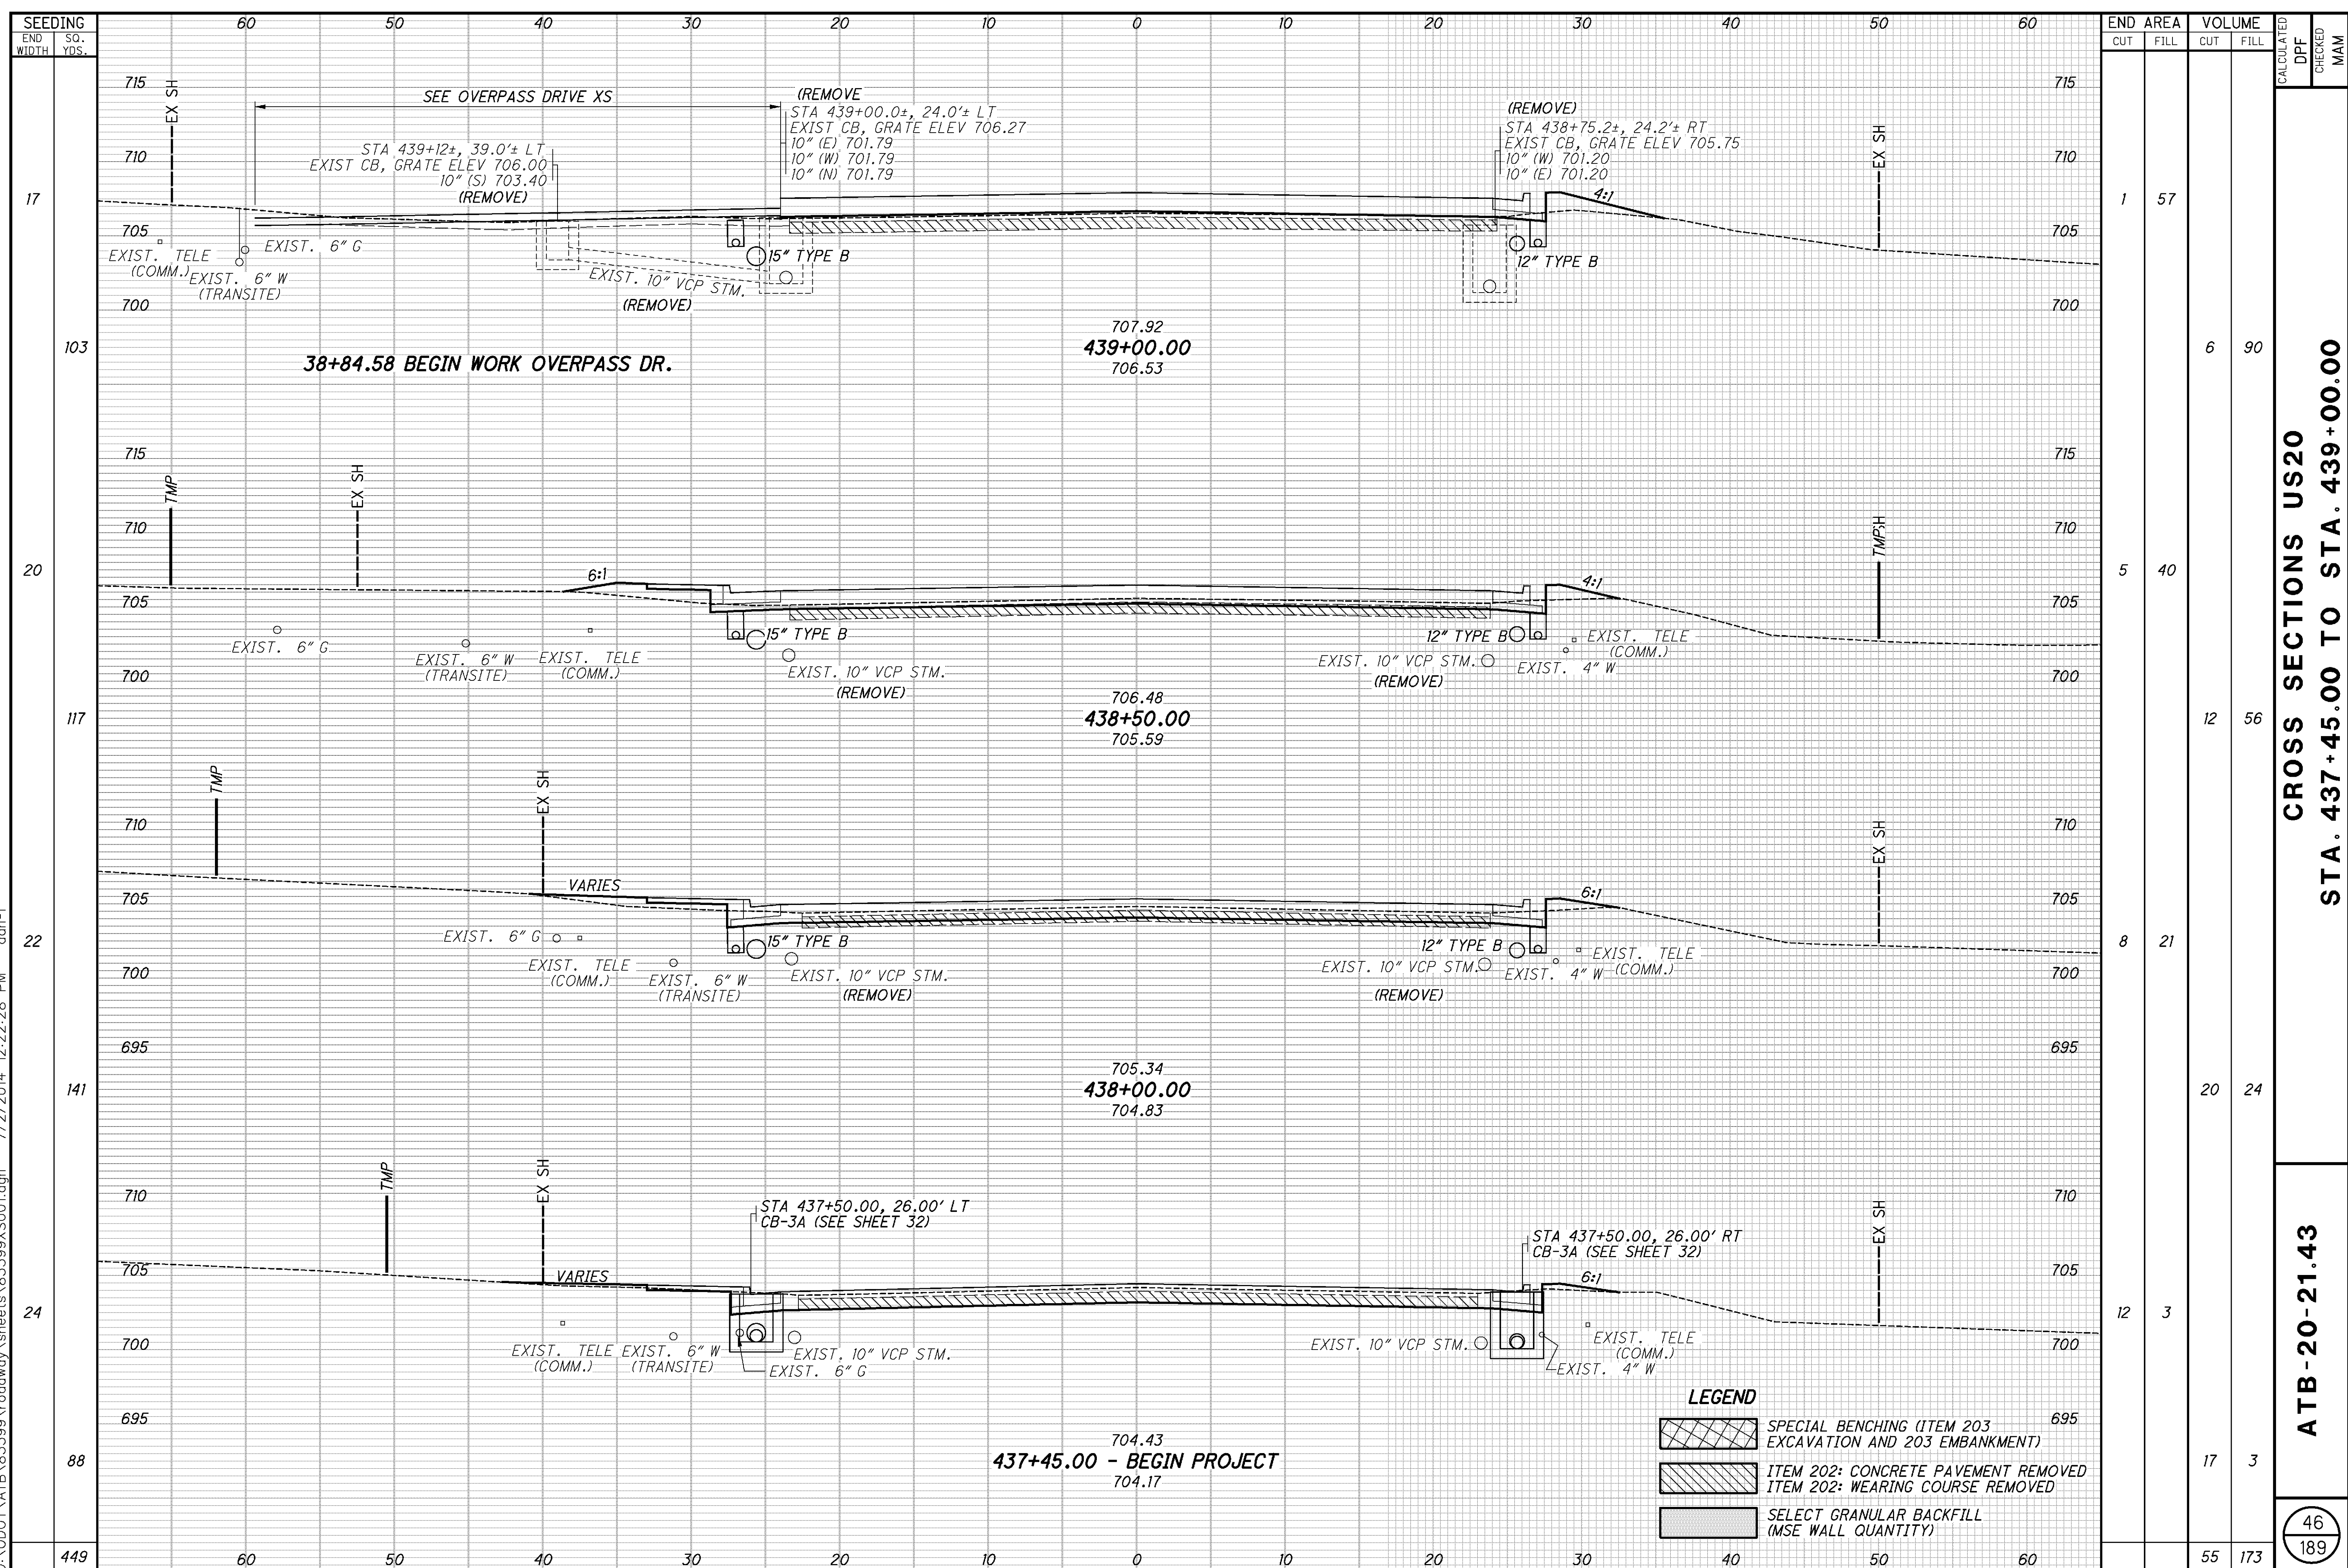 SEEDING
END WIDTH
SQ. YDS.
60 50 40 30 20 10 0 10 20 30 40 50 60
END AREA
VOLUME
CUT FILL CUT FILL
CALCULATED
DPF
CHECKED
MAM
715
EX SH
SEE OVERPASS DRIVE XS
(REMOVE
STA 439+00.0±, 24.0'± LT
EXIST CB, GRATE ELEV 706.27
10" (E) 701.79
10" (W) 701.79
10" (N) 701.79
(REMOVE)
STA 438+75.2±, 24.2'± RT
EXIST CB, GRATE ELEV 705.75
10" (W) 701.20
10" (E) 701.20
715
EX SH
710
STA 439+12±, 39.0'± LT
EXIST CB, GRATE ELEV 706.00
10" (S) 703.40
(REMOVE)
710
17
4:1
1 57
705
705
EXIST. TELE
(COMM.)
EXIST. 6" W
(TRANSITE)
EXIST. 6" G
EXIST. 10" VCP STM.
(REMOVE)
15" TYPE B
12" TYPE B
700
700
707.92
439+00.00
706.53
103
6 90
38+84.58 BEGIN WORK OVERPASS DR.
715
715
TMP
EX SH
TMP
710
710
20
6:1
4:1
5 40
705
705
EXIST. 6" G
EXIST. 6" W
(TRANSITE)
EXIST. TELE
(COMM.)
15" TYPE B
EXIST. 10" VCP STM.
(REMOVE)
12" TYPE B
EXIST. 10" VCP STM.
(REMOVE)
EXIST. TELE
(COMM.)
EXIST. 4" W
700
700
706.48
438+50.00
705.59
117
12 56
TMP
EX SH
EX SH
710
710
VARIES
6:1
705
705
22
8 21
EXIST. 6" G
EXIST. TELE
(COMM.)
EXIST. 6" W
(TRANSITE)
15" TYPE B
EXIST. 10" VCP STM.
(REMOVE)
12" TYPE B
EXIST. 10" VCP STM.
(REMOVE)
EXIST. TELE
(COMM.)
EXIST. 4" W
700
700
695
695
705.34
438+00.00
704.83
141
20 24
TMP
EX SH
EX SH
710
710
STA 437+50.00, 26.00' LT
CB-3A (SEE SHEET 32)
STA 437+50.00, 26.00' RT
CB-3A (SEE SHEET 32)
VARIES
6:1
705
705
24
12 3
700
700
EXIST. TELE
(COMM.)
EXIST. 6" W
(TRANSITE)
EXIST. 10" VCP STM.
EXIST. 6" G
EXIST. 10" VCP STM.
EXIST. TELE
(COMM.)
EXIST. 4" W
695
695
704.43
437+45.00 - BEGIN PROJECT
704.17
88
17 3
LEGEND
SPECIAL BENCHING (ITEM 203
EXCAVATION AND 203 EMBANKMENT)
ITEM 202: CONCRETE PAVEMENT REMOVED
ITEM 202: WEARING COURSE REMOVED
SELECT GRANULAR BACKFILL
(MSE WALL QUANTITY)
449
60 50 40 30 20 10 0 10 20 30 40 50 60
55 173
CROSS SECTIONS US20
STA. 437+45.00 TO STA. 439+00.00
ATB-20-21.43
46
189